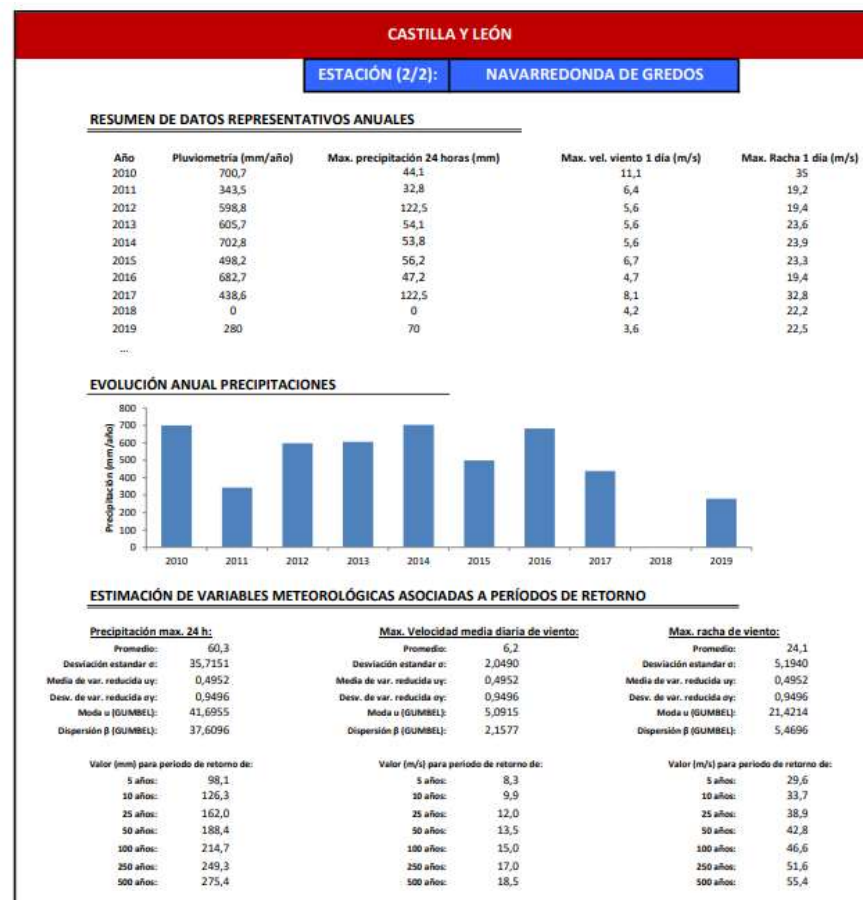 CASTILLA Y LEÓN
ESTACIÓN (2/2): NAVARREDONDA DE GREDOS
RESUMEN DE DATOS REPRESENTATIVOS ANUALES
Año Pluviometría (mm/año) Max. precipitación 24 horas (mm) Max. vel. viento 1 día (m/s) Max. Racha 1 día (m/s)
2010 700,7 44,1 11,1 35
2011 343,5 32,8 6,4 19,2
2012 598,8 122,5 5,6 19,4
2013 605,7 54,1 5,6 23,6
2014 702,8 53,8 5,6 23,9
2015 498,2 56,2 6,7 23,3
2016 682,7 47,2 4,7 19,4
2017 438,6 122,5 8,1 32,8
2018 0 0 4,2 22,2
2019 280 70 3,6 22,5
...
EVOLUCIÓN ANUAL PRECIPITACIONES
Precipitación (mm/año)
800
700
600
500
400
300
200
100
0
2010 2011 2012 2013 2014 2015 2016 2017 2018 2019
ESTIMACIÓN DE VARIABLES METEOROLÓGICAS ASOCIADAS A PERÍODOS DE RETORNO
Precipitación max. 24 h: Max. Velocidad media diaria de viento: Max. racha de viento:
Promedio: 60,3 Promedio: 6,2 Promedio: 24,1
Desviación estandar σ: 35,7151 Desviación estandar σ: 2,0490 Desviación estandar σ: 5,1940
Media de var. reducida uy: 0,4952 Media de var. reducida uy: 0,4952 Media de var. reducida uy: 0,4952
Desv. de var. reducida σy: 0,9496 Desv. de var. reducida σy: 0,9496 Desv. de var. reducida σy: 0,9496
Moda u (GUMBEL): 41,6955 Moda u (GUMBEL): 5,0915 Moda u (GUMBEL): 21,4214
Dispersión β (GUMBEL): 37,6096 Dispersión β (GUMBEL): 2,1577 Dispersión β (GUMBEL): 5,4696
Valor (mm) para periodo de retorno de: Valor (m/s) para periodo de retorno de: Valor (m/s) para periodo de retorno de:
5 años: 98,1 5 años: 8,3 5 años: 29,6
10 años: 126,3 10 años: 9,9 10 años: 33,7
25 años: 162,0 25 años: 12,0 25 años: 38,9
50 años: 188,4 50 años: 13,5 50 años: 42,8
100 años: 214,7 100 años: 15,0 100 años: 46,6
250 años: 249,3 250 años: 17,0 250 años: 51,6
500 años: 275,4 500 años: 18,5 500 años: 55,4